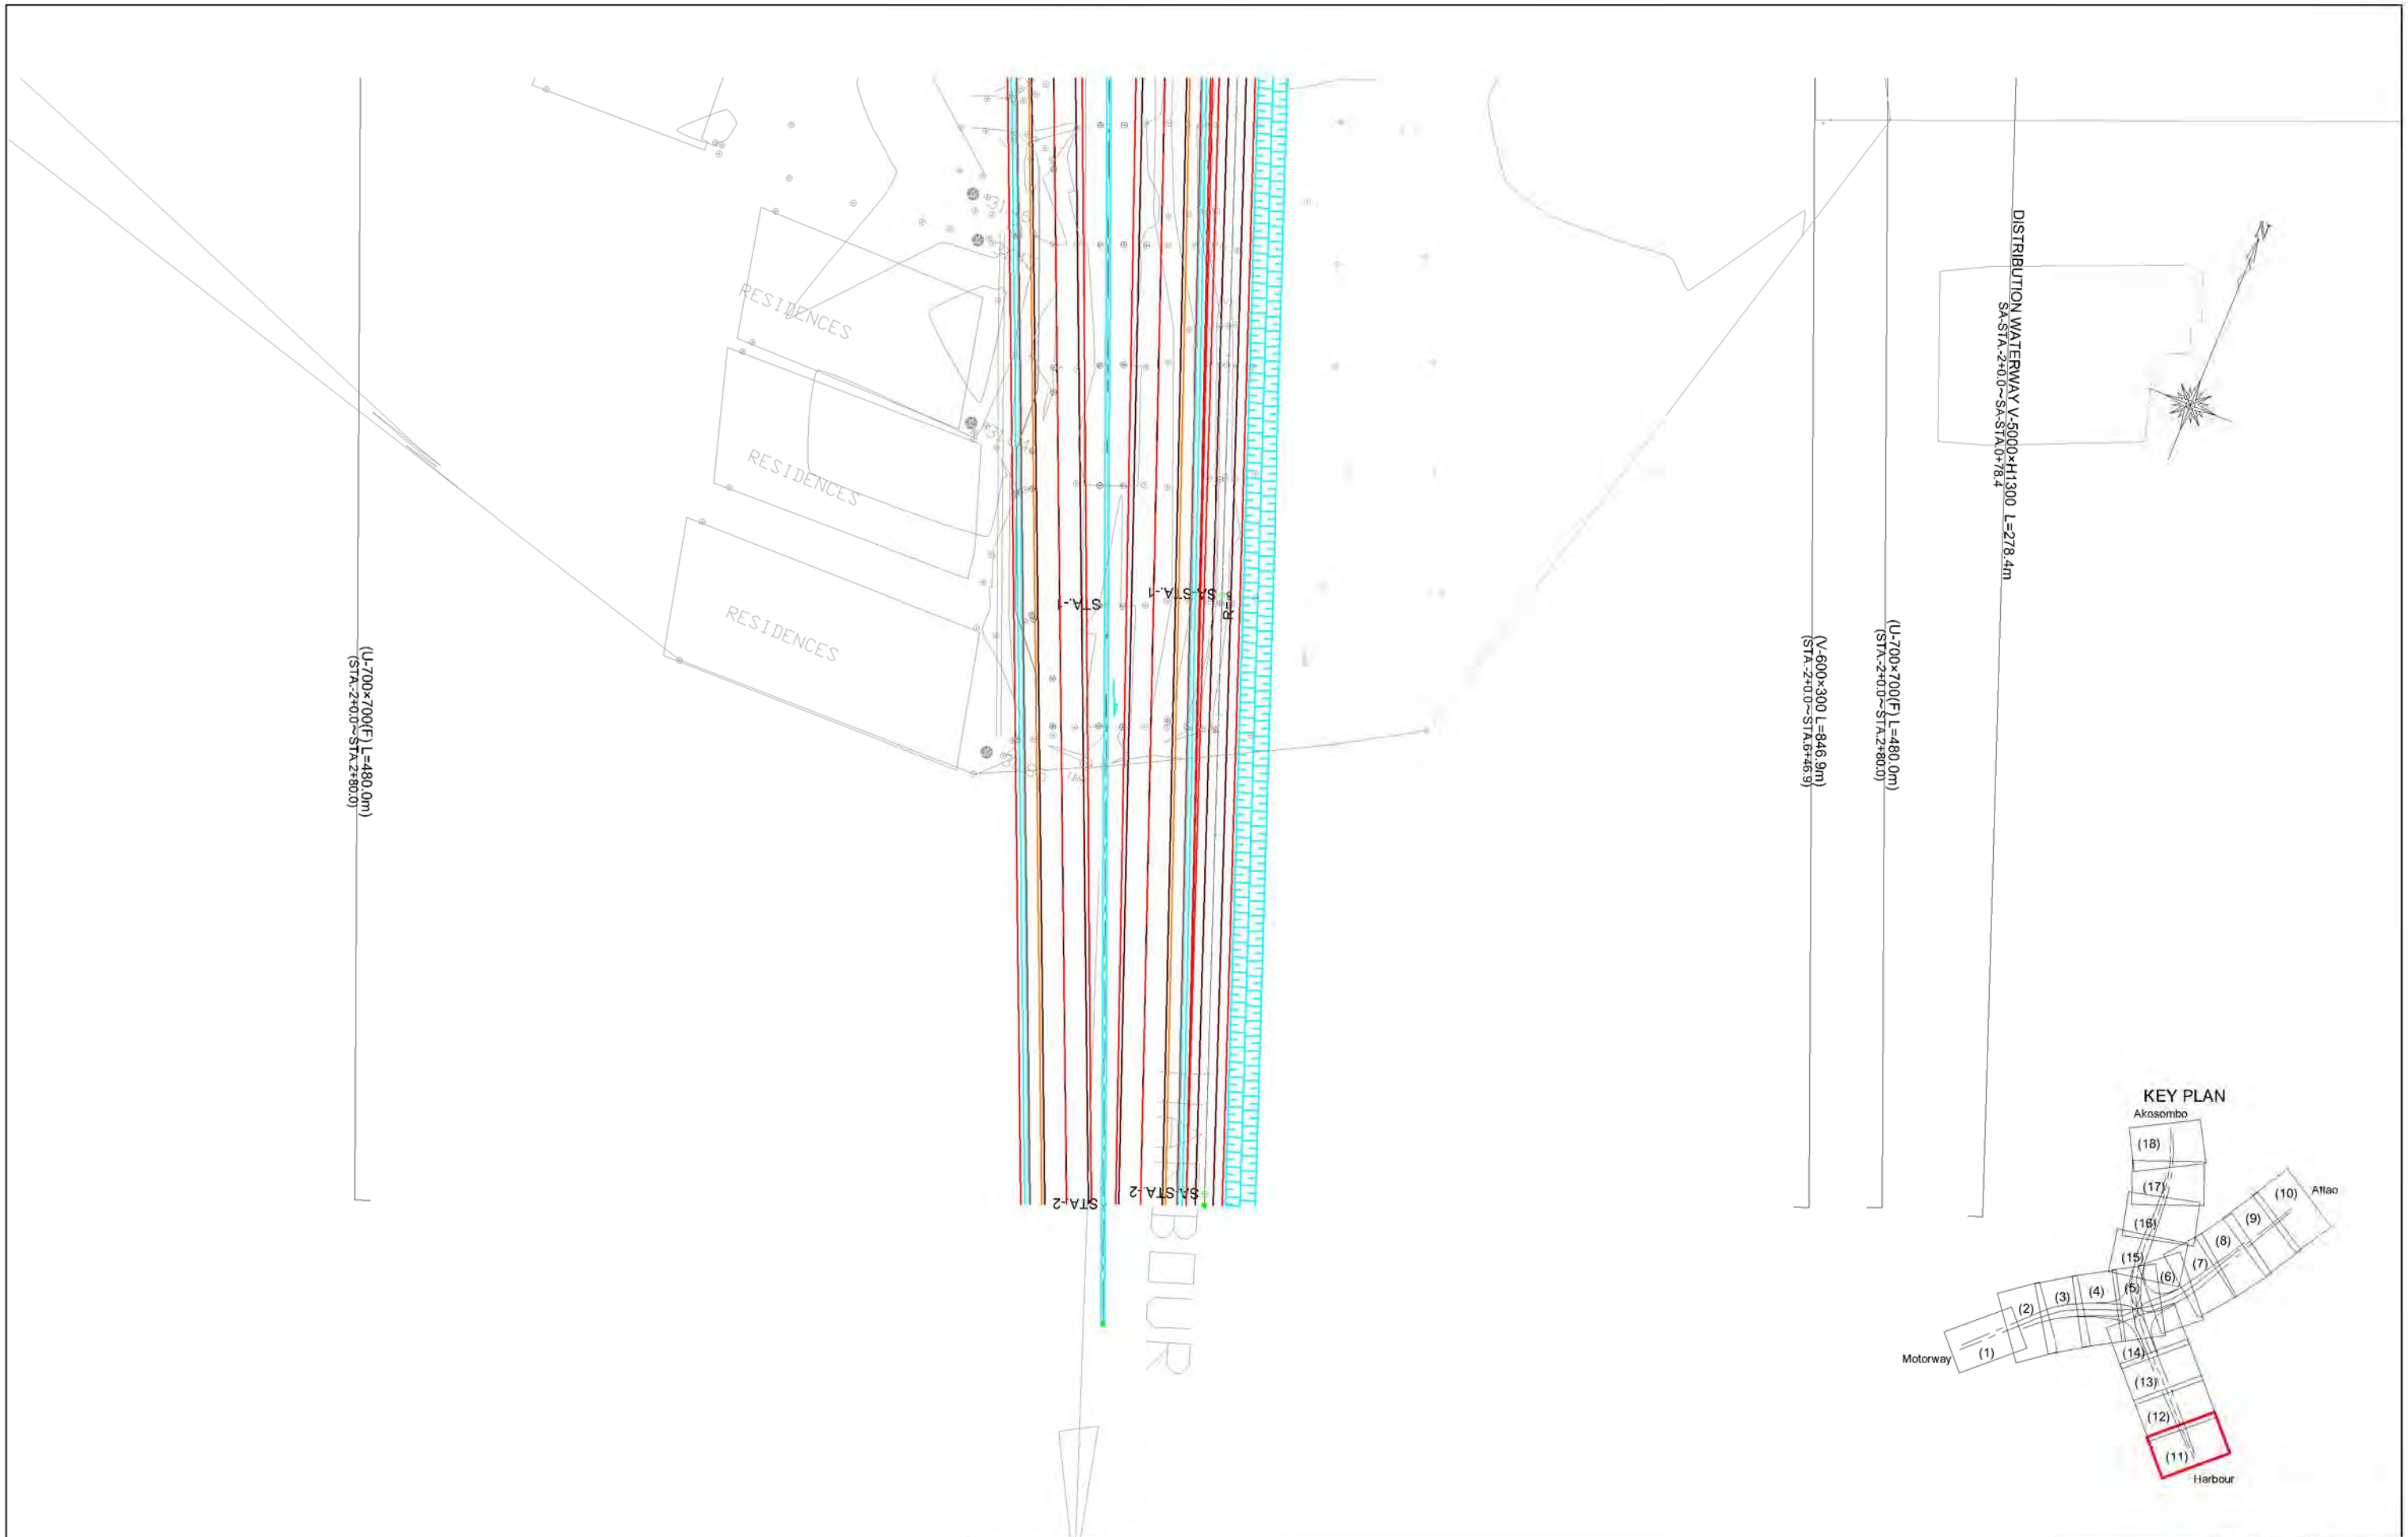 RESIDENCES
RESIDENCES
RESIDENCES
STA.-1
SA-STA.-1
STA.-2
SA-STA.-2
HARBOUR
(U-700×700(F) L=480.0m)
(STA.-2+0.0~STA.2+80.0)
(V-600×300 L=846.9m)
(STA.-2+0.0~STA.6+46.9)
(U-700×700(F) L=480.0m)
(STA.-2+0.0~STA.2+80.0)
DISTRIBUTION WATERWAY V-5000×H1300 L=278.4m
SA-STA.-2+0.0~SA-STA.0+78.4
N
KEY PLAN
Akosombo
(18)
(17)
(16)
(15)
(10)
Aflao
(9)
(8)
(7)
(6)
(5)
(4)
(3)
(2)
(1)
Motorway
(14)
(13)
(12)
(11)
Harbour